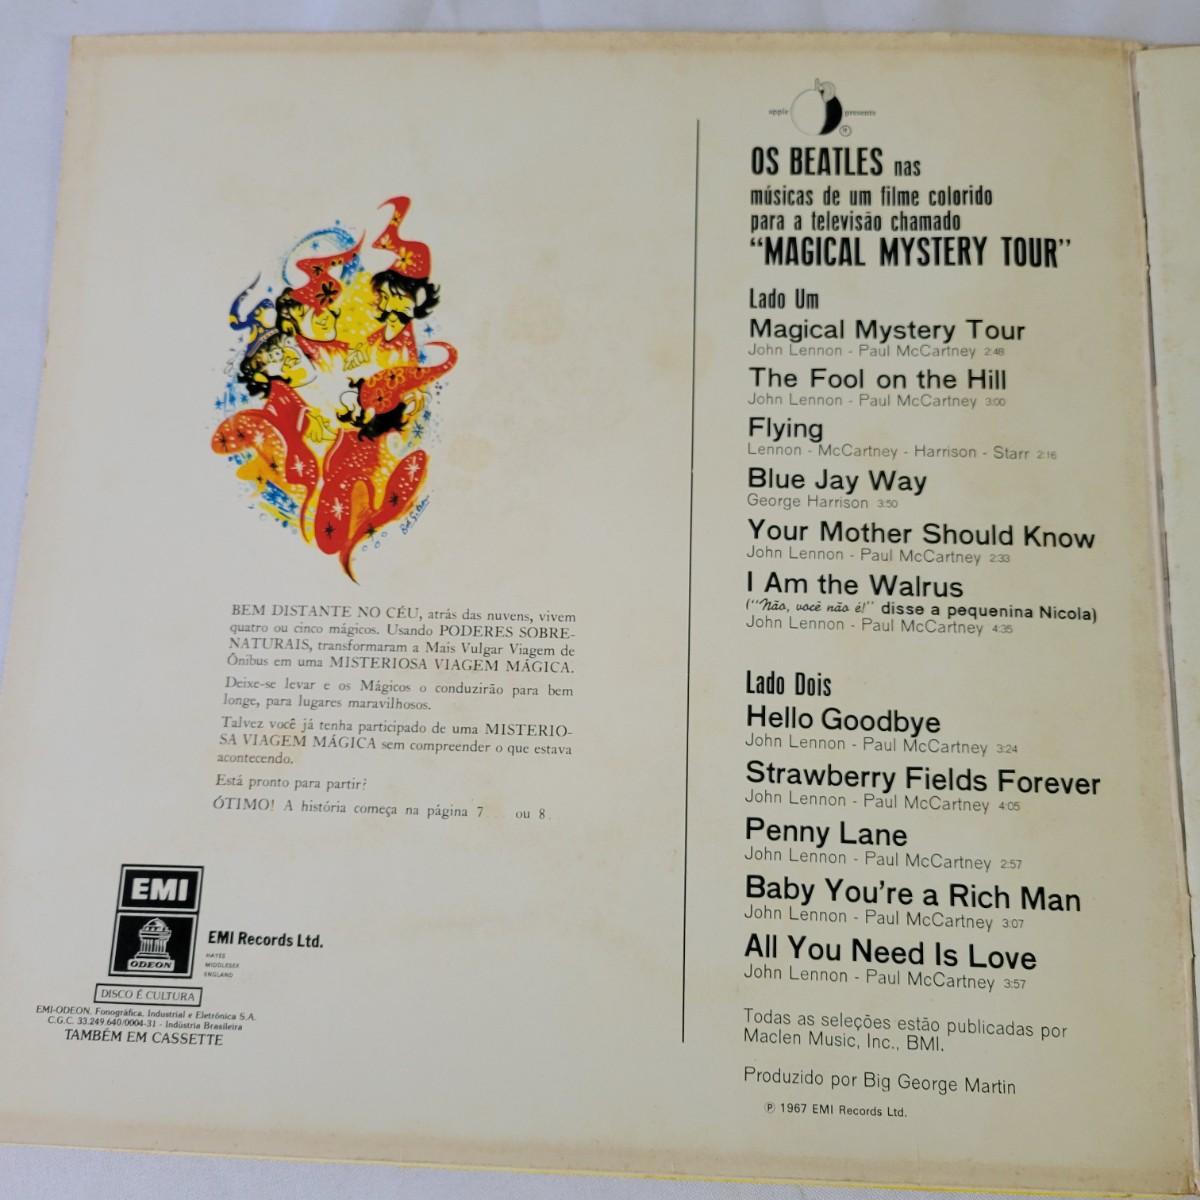 BEM DISTANTE NO CÉU, atrás das nuvens, vivem
quatro ou cinco mágicos. Usando PODERES SOBRE-
NATURAIS, transformaram a Mais Vulgar Viagem de
Ônibus em uma MISTERIOSA VIAGEM MÁGICA.
Deixe-se levar e os Mágicos o conduzirão para bem
longe, para lugares maravilhosos.
Talvez você já tenha participado de uma MISTERIO-
SA VIAGEM MÁGICA sem compreender o que estava
acontecendo.
Está pronto para partir?
ÓTIMO! A história começa na página 7 ... ou 8.
EMI
ODEON
EMI Records Ltd.
HAYES
MIDDLESEX
ENGLAND
DISCO É CULTURA
EMI-ODEON, Fonográfica, Industrial e Eletrônica S.A.
C.G.C. 33.249.640/0004-31 - Indústria Brasileira
TAMBÉM EM CASSETTE
apple presents
OS BEATLES nas
músicas de um filme colorido
para a televisão chamado
“MAGICAL MYSTERY TOUR”
Lado Um
Magical Mystery Tour
John Lennon - Paul McCartney 2:48
The Fool on the Hill
John Lennon - Paul McCartney 3:00
Flying
Lennon - McCartney - Harrison - Starr 2:16
Blue Jay Way
George Harrison 3:50
Your Mother Should Know
John Lennon - Paul McCartney 2:33
I Am the Walrus
(“Não, você não é!” disse a pequenina Nicola)
John Lennon - Paul McCartney 4:35
Lado Dois
Hello Goodbye
John Lennon - Paul McCartney 3:24
Strawberry Fields Forever
John Lennon - Paul McCartney 4:05
Penny Lane
John Lennon - Paul McCartney 2:57
Baby You're a Rich Man
John Lennon - Paul McCartney 3:07
All You Need Is Love
John Lennon - Paul McCartney 3:57
Todas as seleções estão publicadas por
Maclen Music, Inc., BMI.
Produzido por Big George Martin
℗ 1967 EMI Records Ltd.